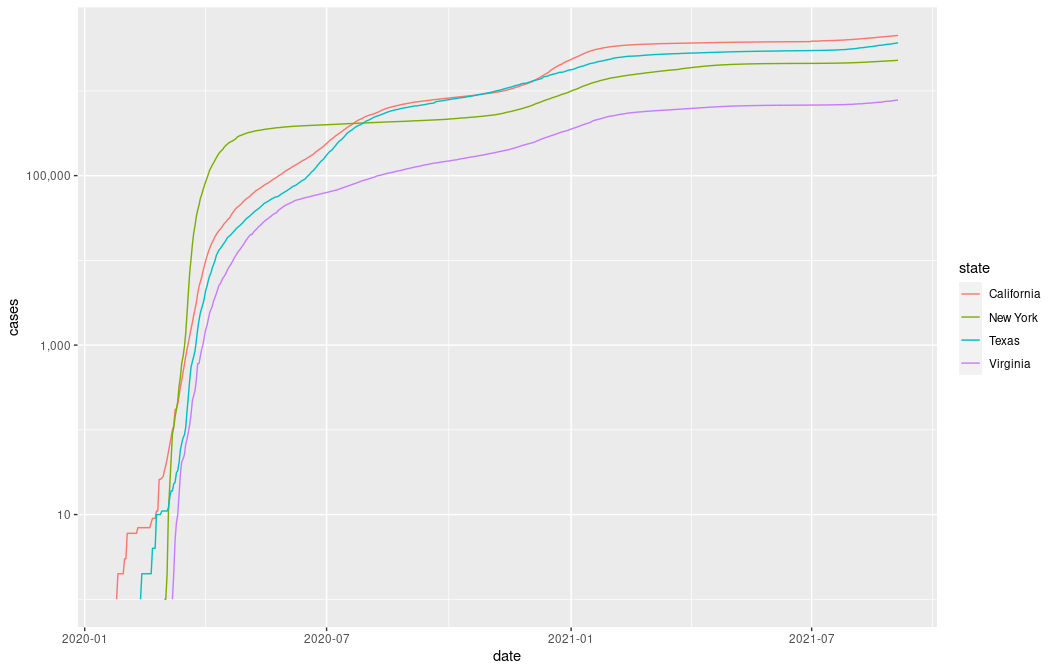 cases
100,000
1,000
10
2020-01
2020-07
2021-01
2021-07
date
state
California
New York
Texas
Virginia